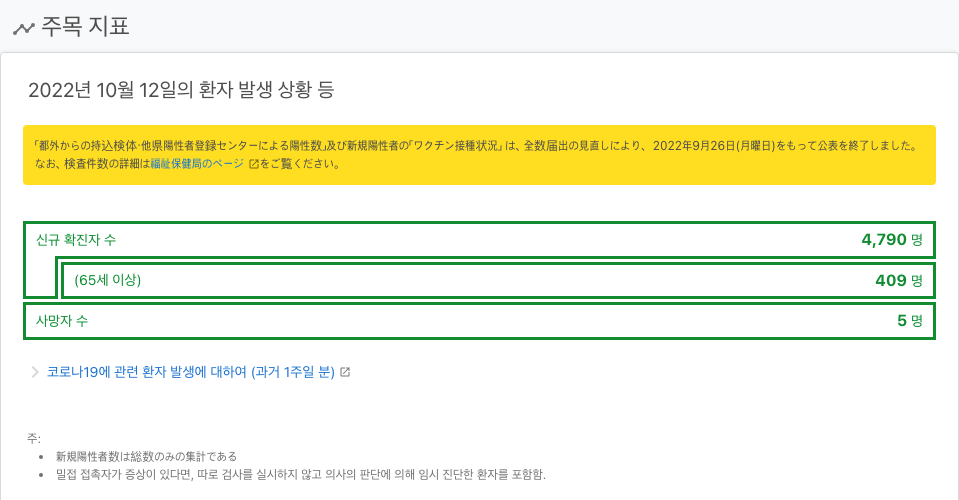 주목 지표
2022년 10월 12일의 환자 발생 상황 등
「都外からの持込検体·他県陽性者登録センターによる陽性数」及び新規陽性者の「ワクチン接種状況」は、全数届出の見直しにより、2022年9月26日(月曜日)をもって公表を終了しました。
なお、検査件数の詳細は福祉保健局のページ をご覧ください。
신규 확진자 수 4,790 명
(65세 이상) 409 명
사망자 수 5 명
코로나19에 관련 환자 발생에 대하여 (과거 1주일 분)
주:
• 新規陽性者数は総数のみの集計である
• 밀접 접촉자가 증상이 있다면, 따로 검사를 실시하지 않고 의사의 판단에 의해 임시 진단한 환자를 포함함.